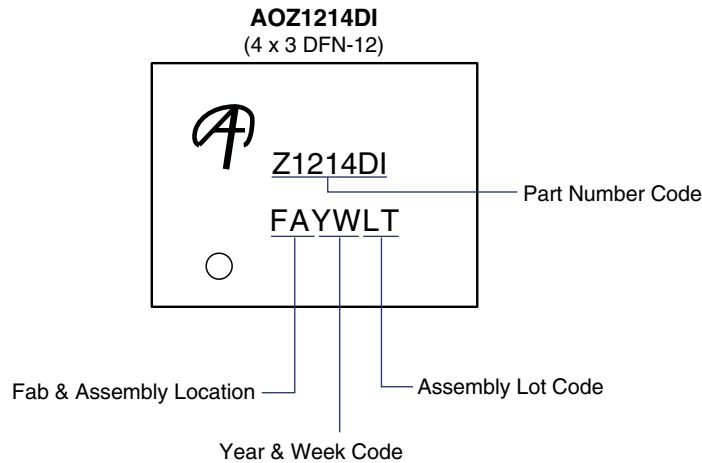 AOZ1214DI
(4 x 3 DFN-12)
Z1214DI
Part Number Code
FAYWLT
Fab & Assembly Location
Assembly Lot Code
Year & Week Code